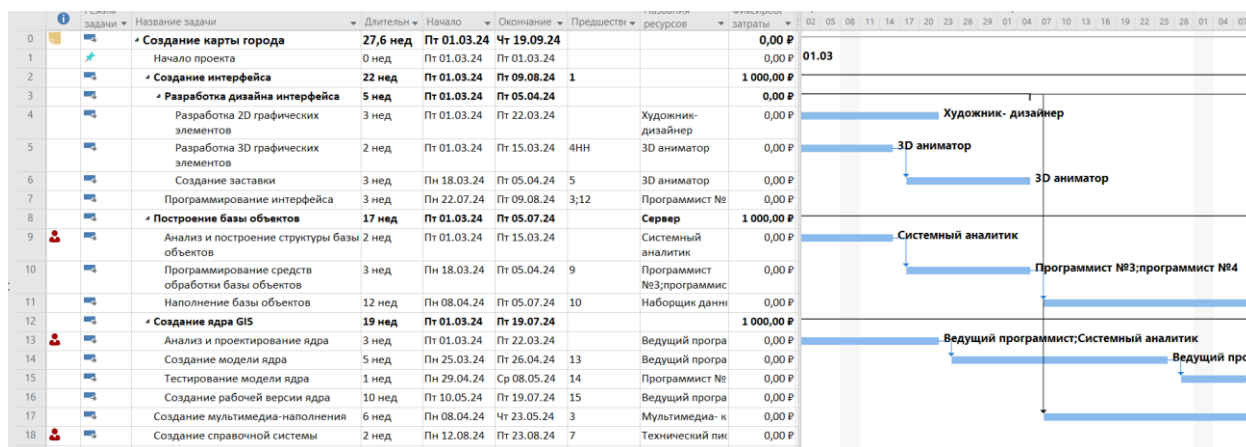 Режим
Названия Фиксиров
задачи Название задачи Длительн Начало Окончание Предшеств ресурсов затраты 02 05 08 11 14 17 20 23 26 29 01 04 07 10 13 16 19 22 25 28 01 04 07
0 Создание карты города 27,6 нед Пт 01.03.24 Чт 19.09.24 0,00 ₽
1 Начало проекта 0 нед Пт 01.03.24 Пт 01.03.24 0,00 ₽ 01.03
2 Создание интерфейса 22 нед Пт 01.03.24 Пт 09.08.24 1 1 000,00 ₽
3 Разработка дизайна интерфейса 5 нед Пт 01.03.24 Пт 05.04.24 0,00 ₽
4 Разработка 2D графических 3 нед Пт 01.03.24 Пт 22.03.24 Художник- 0,00 ₽ Художник- дизайнер
элементов дизайнер
5 Разработка 3D графических 2 нед Пт 01.03.24 Пт 15.03.24 4НН 3D аниматор 0,00 ₽ 3D аниматор
элементов
6 Создание заставки 3 нед Пн 18.03.24 Пт 05.04.24 5 3D аниматор 0,00 ₽ 3D аниматор
7 Программирование интерфейса 3 нед Пн 22.07.24 Пт 09.08.24 3;12 Программист № 0,00 ₽
8 Построение базы объектов 17 нед Пт 01.03.24 Пт 05.07.24 Сервер 1 000,00 ₽
9 Анализ и построение структуры базы 2 нед Пт 01.03.24 Пт 15.03.24 Системный 0,00 ₽ Системный аналитик
объектов аналитик
10 Программирование средств 3 нед Пн 18.03.24 Пт 05.04.24 9 Программист 0,00 ₽ Программист №3;программист №4
обработки базы объектов №3;программис
11 Наполнение базы объектов 12 нед Пн 08.04.24 Пт 05.07.24 10 Наборщик данн 0,00 ₽
12 Создание ядра GIS 19 нед Пт 01.03.24 Пт 19.07.24 1 000,00 ₽
13 Анализ и проектирование ядра 3 нед Пт 01.03.24 Пт 22.03.24 Ведущий програ 0,00 ₽ Ведущий программист;Системный аналитик
14 Создание модели ядра 5 нед Пн 25.03.24 Пт 26.04.24 13 Ведущий програ 0,00 ₽ Ведущий про
15 Тестирование модели ядра 1 нед Пн 29.04.24 Ср 08.05.24 14 Программист № 0,00 ₽
16 Создание рабочей версии ядра 10 нед Пт 10.05.24 Пт 19.07.24 15 Ведущий програ 0,00 ₽
17 Создание мультимедиа-наполнения 6 нед Пн 08.04.24 Чт 23.05.24 3 Мультимедиа- к 0,00 ₽
18 Создание справочной системы 2 нед Пн 12.08.24 Пт 23.08.24 7 Технический пис 0,00 ₽